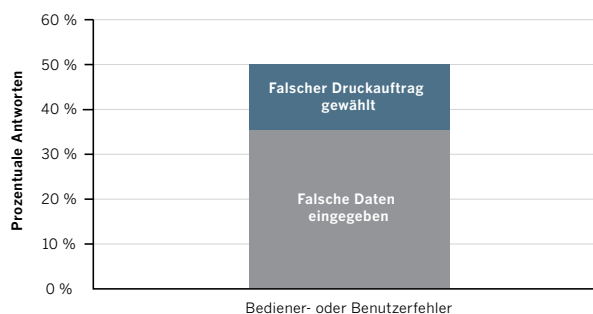 60 %
50 %
40 %
30 %
20 %
10 %
0 %
Prozentuale Antworten
Falscher Druckauftrag
gewählt
Falsche Daten
eingegeben
Bediener- oder Benutzerfehler